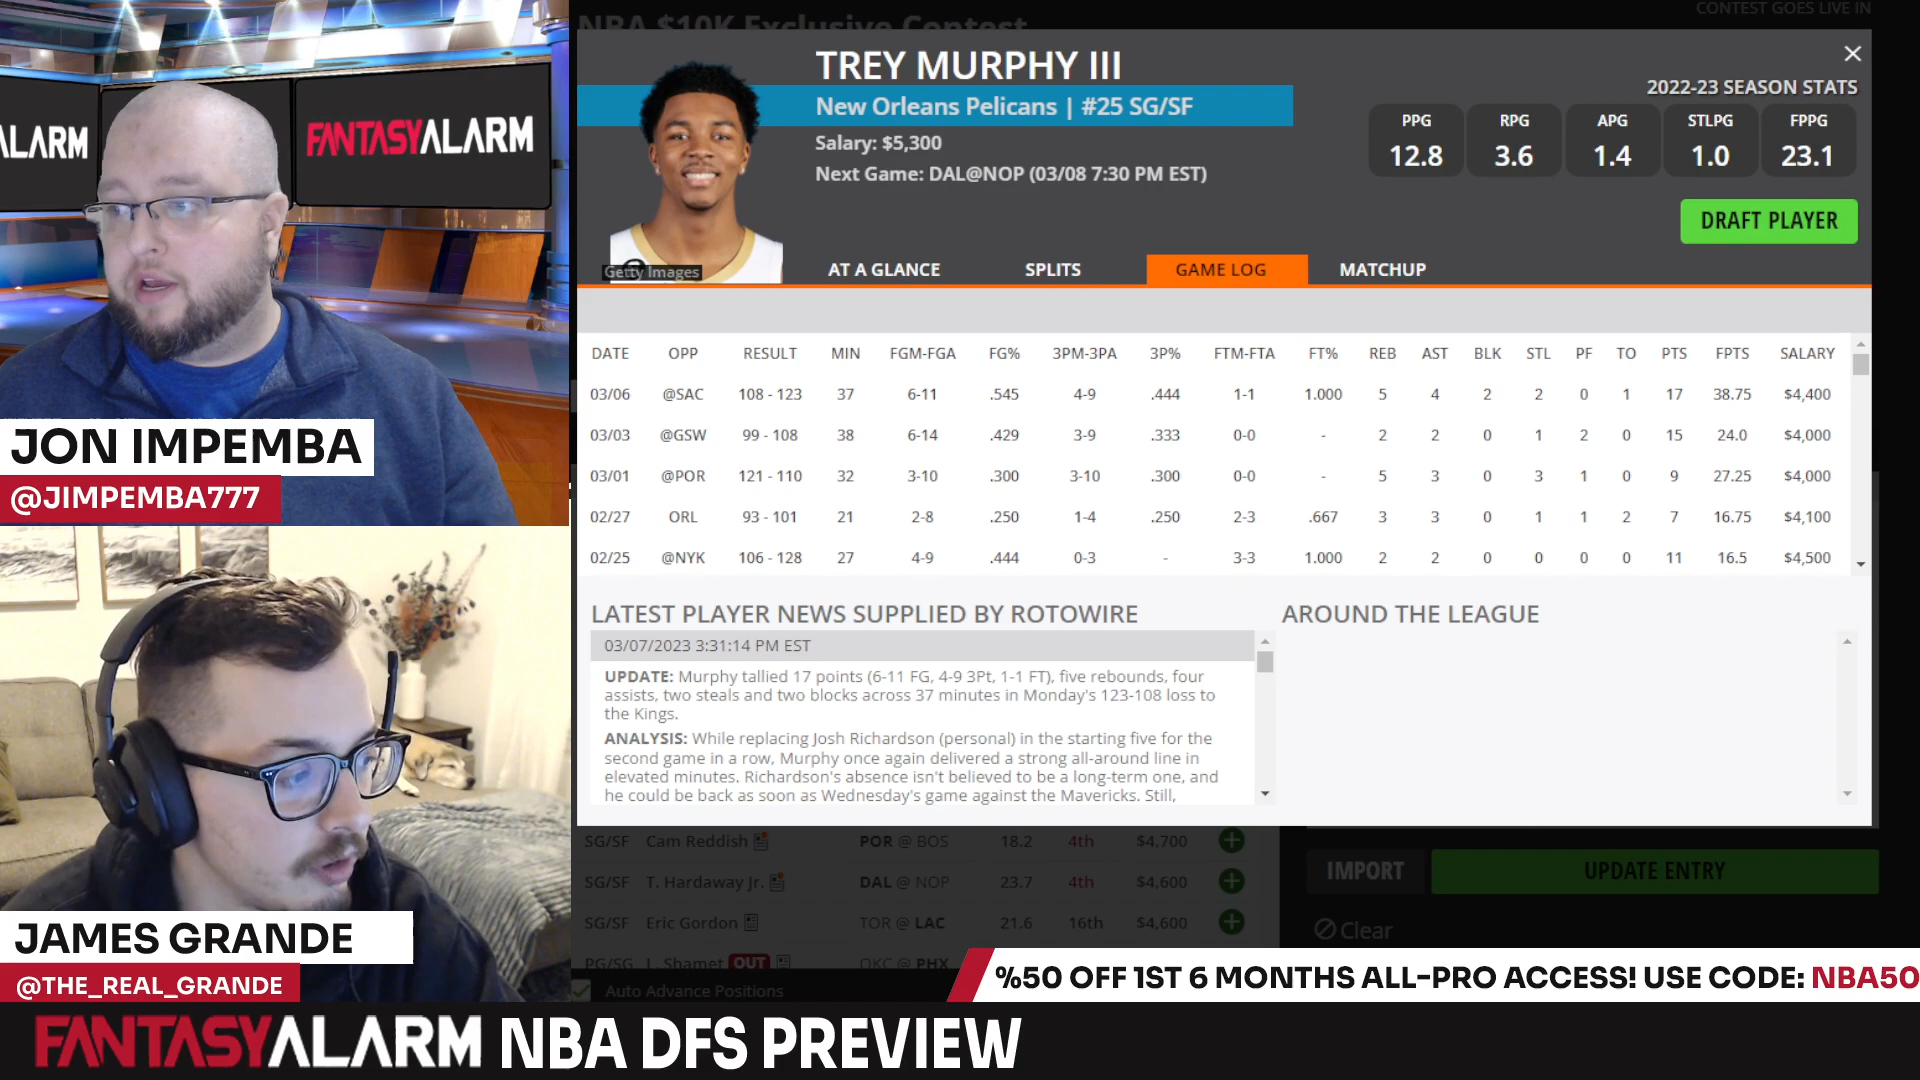 NBA $10K Exclusive Contest
CONTEST GOES LIVE IN
ALARM
FANTASYALARM
JON IMPEMBA
@JIMPEMBA777
JAMES GRANDE
@THE_REAL_GRANDE
TREY MURPHY III
New Orleans Pelicans | #25 SG/SF
Salary: $5,300
Next Game: DAL@NOP (03/08 7:30 PM EST)
Getty Images
2022-23 SEASON STATS
PPG RPG APG STLPG FPPG
12.8 3.6 1.4 1.0 23.1
DRAFT PLAYER
AT A GLANCE SPLITS GAME LOG MATCHUP
DATE OPP RESULT MIN FGM-FGA FG% 3PM-3PA 3P% FTM-FTA FT% REB AST BLK STL PF TO PTS FPTS SALARY
03/06 @SAC 108 - 123 37 6-11 .545 4-9 .444 1-1 1.000 5 4 2 2 0 1 17 38.75 $4,400
03/03 @GSW 99 - 108 38 6-14 .429 3-9 .333 0-0 - 2 2 0 1 2 0 15 24.0 $4,000
03/01 @POR 121 - 110 32 3-10 .300 3-10 .300 0-0 - 5 3 0 3 1 0 9 27.25 $4,000
02/27 ORL 93 - 101 21 2-8 .250 1-4 .250 2-3 .667 3 3 0 1 1 2 7 16.75 $4,100
02/25 @NYK 106 - 128 27 4-9 .444 0-3 - 3-3 1.000 2 2 0 0 0 0 11 16.5 $4,500
LATEST PLAYER NEWS SUPPLIED BY ROTOWIRE
03/07/2023 3:31:14 PM EST
UPDATE: Murphy tallied 17 points (6-11 FG, 4-9 3Pt, 1-1 FT), five rebounds, four
assists, two steals and two blocks across 37 minutes in Monday's 123-108 loss to
the Kings.
ANALYSIS: While replacing Josh Richardson (personal) in the starting five for the
second game in a row, Murphy once again delivered a strong all-around line in
elevated minutes. Richardson's absence isn't believed to be a long-term one, and
he could be back as soon as Wednesday's game against the Mavericks. Still,
AROUND THE LEAGUE
SG/SF Cam Reddish POR @ BOS 18.2 4th $4,700
SG/SF T. Hardaway Jr. DAL @ NOP 23.7 4th $4,600
SG/SF Eric Gordon TOR @ LAC 21.6 16th $4,600
PG/SG L. Shamet OUT OKC @ PHX
Auto Advance Positions
IMPORT UPDATE ENTRY
Clear
%50 OFF 1ST 6 MONTHS ALL-PRO ACCESS! USE CODE: NBA50
FANTASYALARM NBA DFS PREVIEW